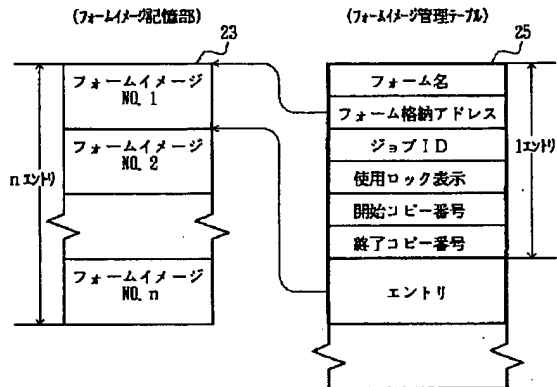 (フォームイメージ記憶部)
23
nエントリ
フォームイメージ
NO. 1
フォームイメージ
NO. 2
フォームイメージ
NO. n
(フォームイメージ管理テーブル)
25
フォーム名
フォーム格納アドレス
ジョブID
使用ロック表示
開始コピー番号
終了コピー番号
エントリ
1エントリ